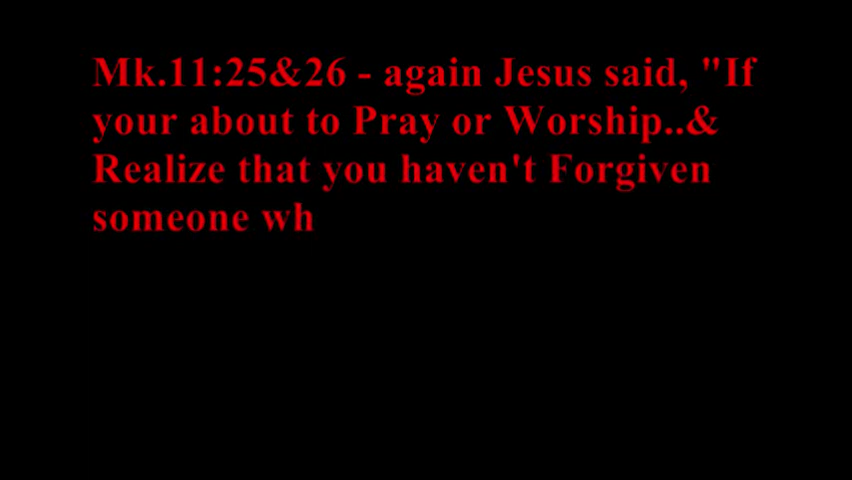 Mk.11:25&26 - again Jesus said, "If
your about to Pray or Worship..&
Realize that you haven't Forgiven
someone wh